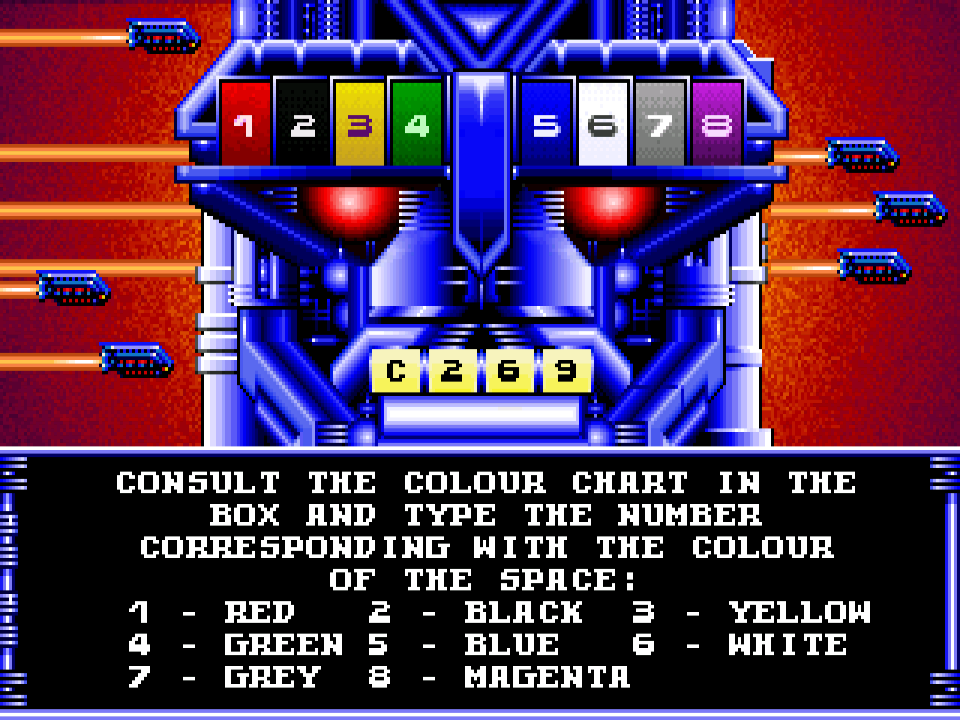 1 2 3 4 5 6 7 8
C 2 6 9
CONSULT THE COLOUR CHART IN THE
BOX AND TYPE THE NUMBER
CORRESPONDING WITH THE COLOUR
OF THE SPACE:
1 - RED 2 - BLACK 3 - YELLOW
4 - GREEN 5 - BLUE 6 - WHITE
7 - GREY 8 - MAGENTA